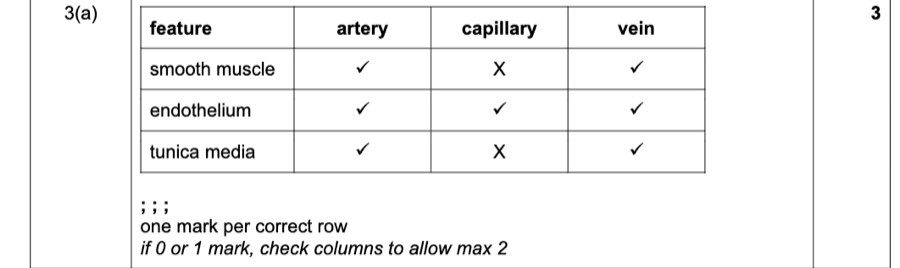 3(a) 3
feature artery capillary vein
smooth muscle ✓ X ✓
endothelium ✓ ✓ ✓
tunica media ✓ X ✓
; ; ;
one mark per correct row
if 0 or 1 mark, check columns to allow max 2